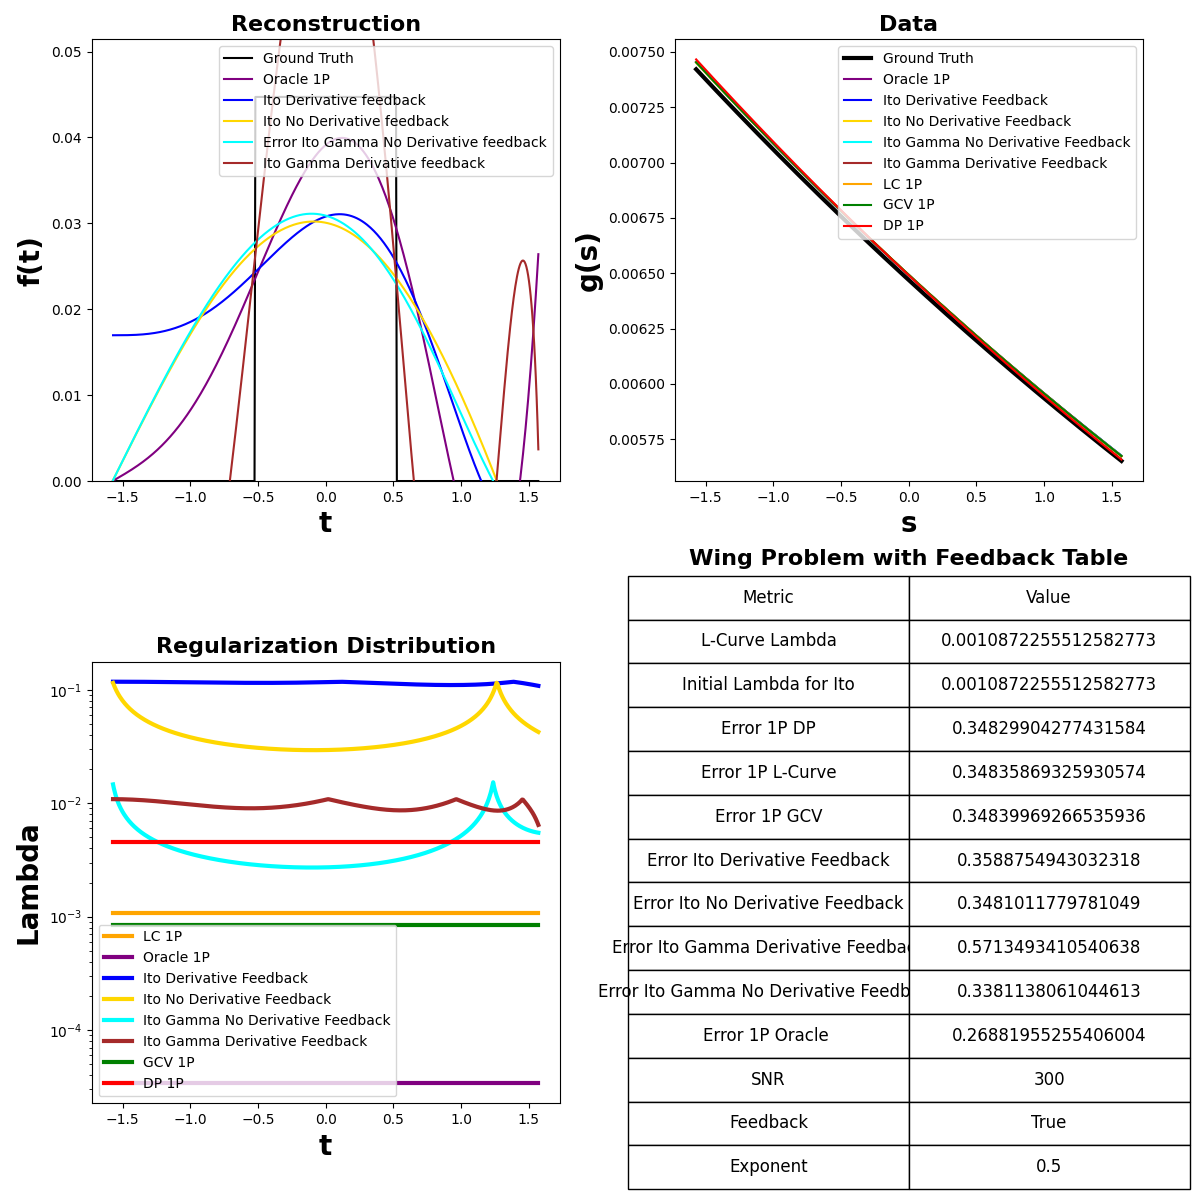 Reconstruction
f(t)
0.05
0.04
0.03
0.02
0.01
0.00
Ground Truth
Oracle 1P
Ito Derivative feedback
Ito No Derivative feedback
Error Ito Gamma No Derivative feedback
Ito Gamma Derivative feedback
−1.5 −1.0 −0.5 0.0 0.5 1.0 1.5
t
Data
g(s)
0.00750
0.00725
0.00700
0.00675
0.00650
0.00625
0.00600
0.00575
Ground Truth
Oracle 1P
Ito Derivative Feedback
Ito No Derivative Feedback
Ito Gamma No Derivative Feedback
Ito Gamma Derivative Feedback
LC 1P
GCV 1P
DP 1P
−1.5 −1.0 −0.5 0.0 0.5 1.0 1.5
s
Regularization Distribution
Lambda
10−1
10−2
10−3
10−4
LC 1P
Oracle 1P
Ito Derivative Feedback
Ito No Derivative Feedback
Ito Gamma No Derivative Feedback
Ito Gamma Derivative Feedback
GCV 1P
DP 1P
−1.5 −1.0 −0.5 0.0 0.5 1.0 1.5
t
Wing Problem with Feedback Table
Metric Value
L-Curve Lambda 0.0010872255512582773
Initial Lambda for Ito 0.0010872255512582773
Error 1P DP 0.34829904277431584
Error 1P L-Curve 0.34835869325930574
Error 1P GCV 0.34839969266535936
Error Ito Derivative Feedback 0.3588754943032318
Error Ito No Derivative Feedback 0.3481011779781049
Error Ito Gamma Derivative Feedbac 0.5713493410540638
Error Ito Gamma No Derivative Feedb 0.3381138061044613
Error 1P Oracle 0.26881955255406004
SNR 300
Feedback True
Exponent 0.5